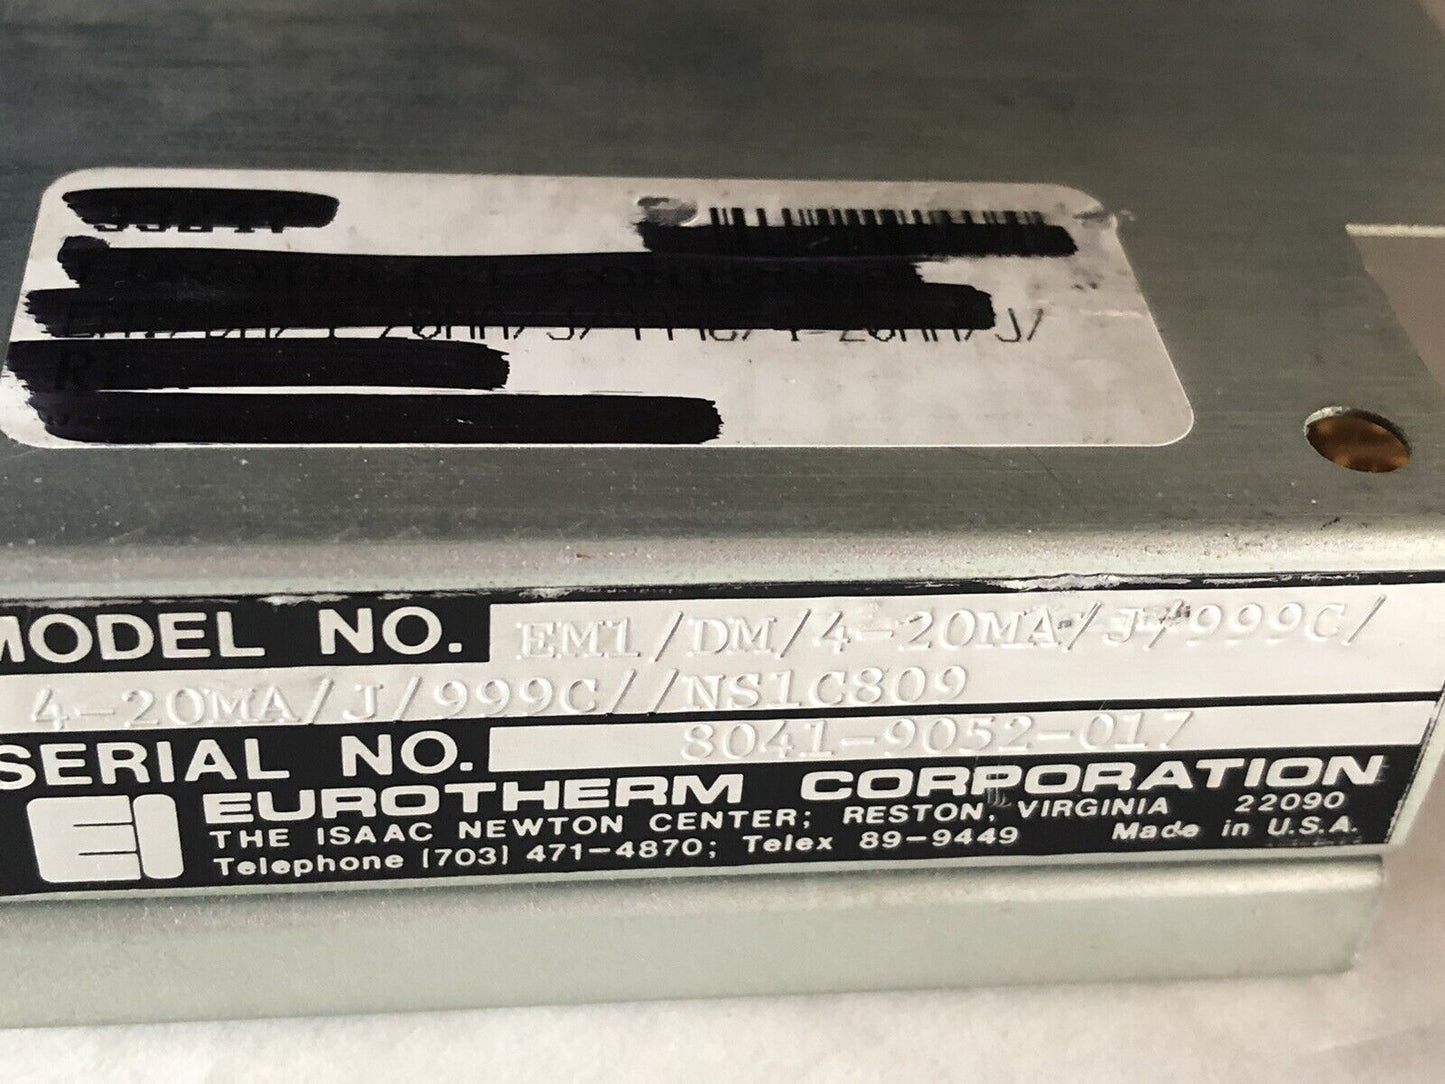 MODEL NO. EM1/DM/4-20MA/J/999C/
4-20MA/J/999C//NS1C809
SERIAL NO. 8041-9052-017
EI EUROTHERM CORPORATION
THE ISAAC NEWTON CENTER; RESTON, VIRGINIA 22090
Telephone (703) 471-4870; Telex 89-9449 Made in U.S.A.